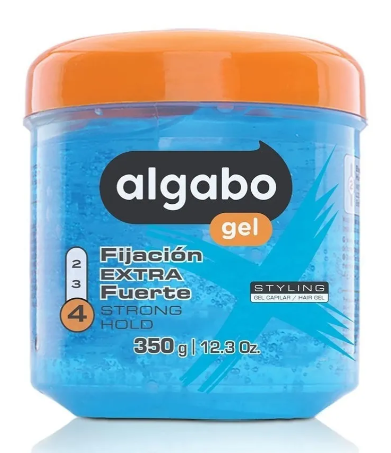 algabo
gel
2
3
4
Fijación
EXTRA
Fuerte
STRONG
HOLD
STYLING
GEL CAPILAR / HAIR GEL
350 g | 12.3 Oz.